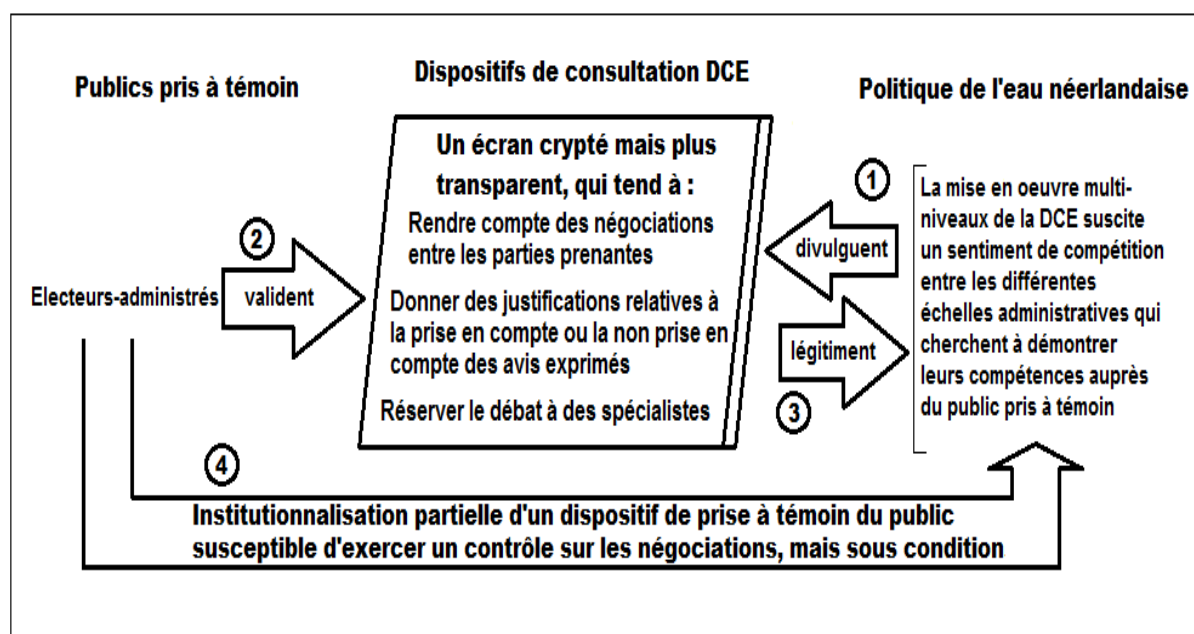 Publics pris à témoin
Dispositifs de consultation DCE
Politique de l'eau néerlandaise
Electeurs-administrés
2
valident
Un écran crypté mais plus
transparent, qui tend à :
Rendre compte des négociations
entre les parties prenantes
Donner des justifications relatives à
la prise en compte ou la non prise en
compte des avis exprimés
Réserver le débat à des spécialistes
1
divulguent
légitiment
3
La mise en oeuvre multi-
niveaux de la DCE suscite
un sentiment de compétition
entre les différentes
échelles administratives qui
cherchent à démontrer
leurs compétences auprès
du public pris à témoin
4
Institutionnalisation partielle d'un dispositif de prise à témoin du public
susceptible d'exercer un contrôle sur les négociations, mais sous condition